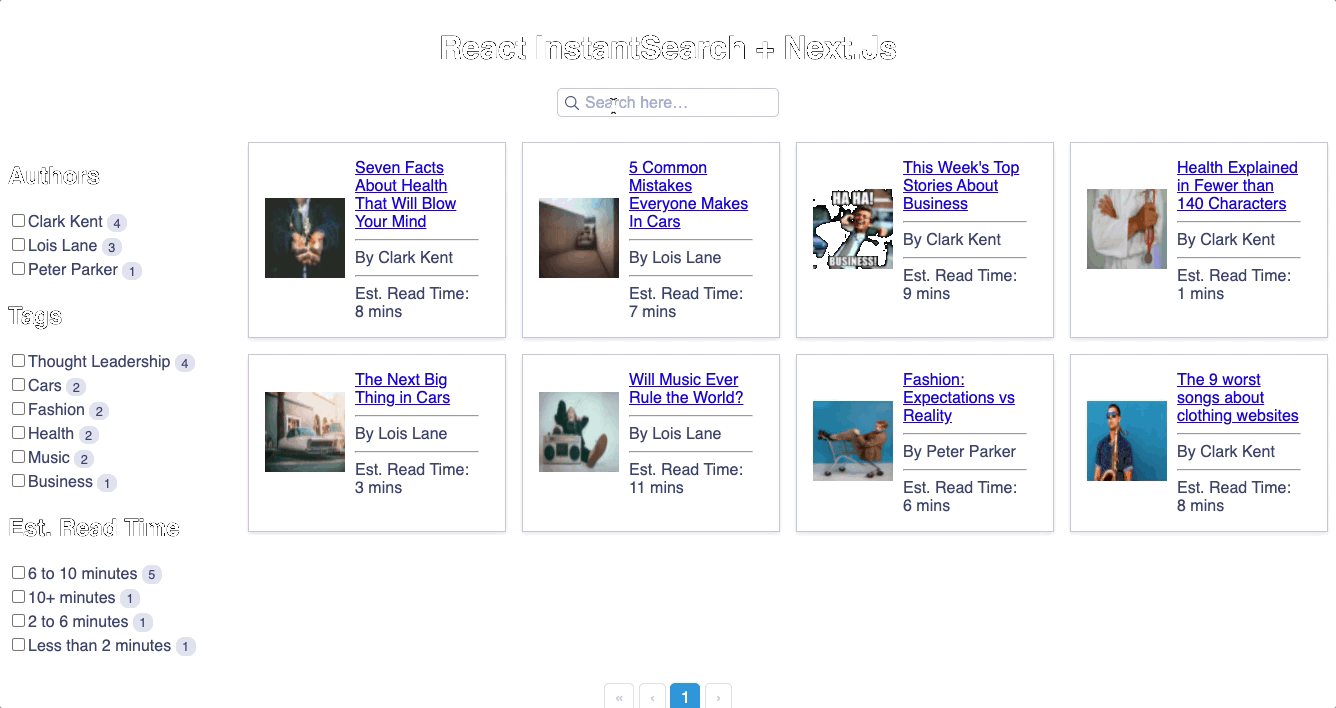 React InstantSearch + Next.Js
Search here…
Authors
Clark Kent 4
Lois Lane 3
Peter Parker 1
Tags
Thought Leadership 4
Cars 2
Fashion 2
Health 2
Music 2
Business 1
Est. Read Time
6 to 10 minutes 5
10+ minutes 1
2 to 6 minutes 1
Less than 2 minutes 1
Seven Facts
About Health
That Will Blow
Your Mind
By Clark Kent
Est. Read Time:
8 mins
5 Common
Mistakes
Everyone Makes
In Cars
By Lois Lane
Est. Read Time:
7 mins
HA HA!
BUSINESS!
This Week's Top
Stories About
Business
By Clark Kent
Est. Read Time:
9 mins
Health Explained
in Fewer than
140 Characters
By Clark Kent
Est. Read Time:
1 mins
The Next Big
Thing in Cars
By Lois Lane
Est. Read Time:
3 mins
Will Music Ever
Rule the World?
By Lois Lane
Est. Read Time:
11 mins
Fashion:
Expectations vs
Reality
By Peter Parker
Est. Read Time:
6 mins
The 9 worst
songs about
clothing websites
By Clark Kent
Est. Read Time:
8 mins
« ‹ 1 ›